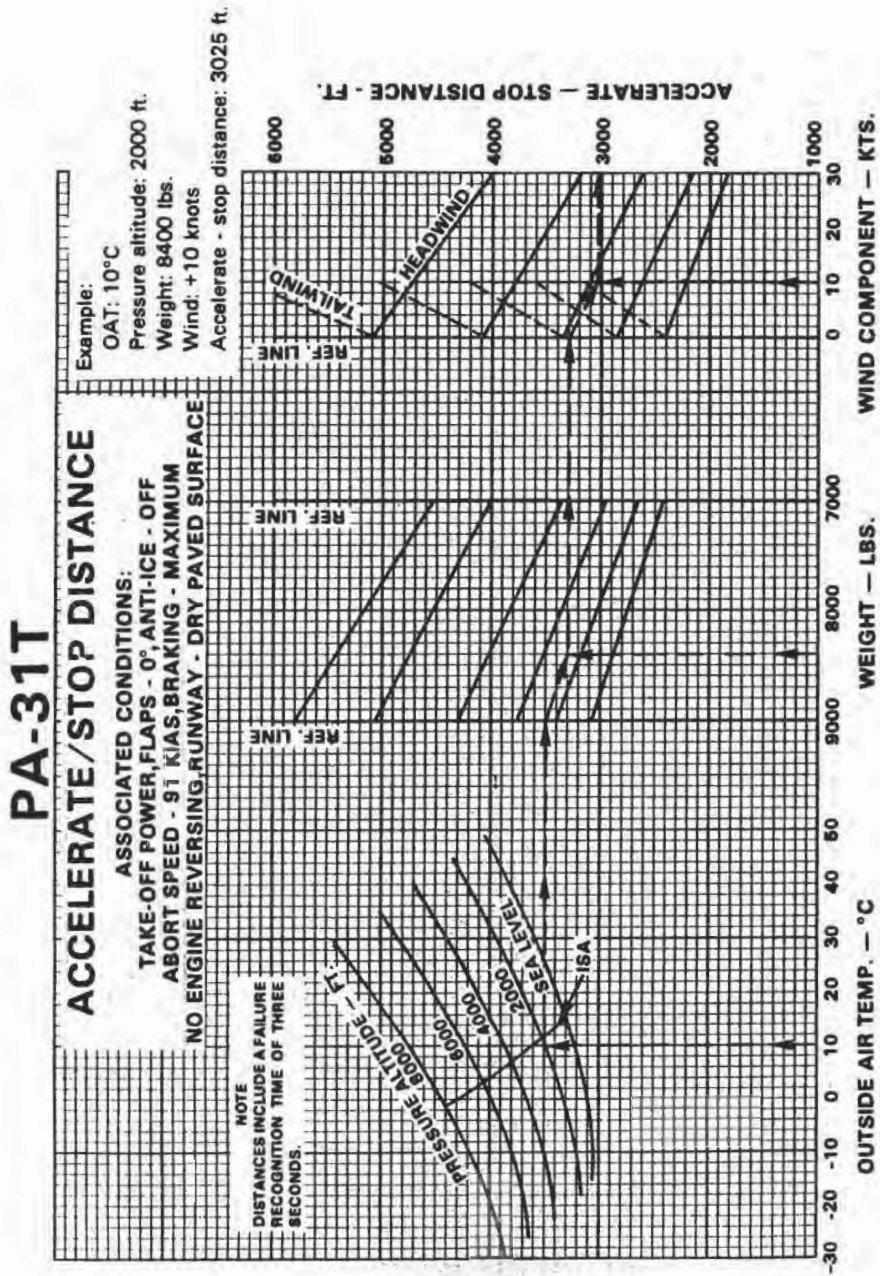 PA-31T
ACCELERATE/STOP DISTANCE
ASSOCIATED CONDITIONS:
TAKE-OFF POWER, FLAPS - 0°, ANTI-ICE - OFF
ABORT SPEED - 91 KIAS, BRAKING - MAXIMUM
NO ENGINE REVERSING, RUNWAY - DRY PAVED SURFACE
Example:
OAT: 10°C
Pressure altitude: 2000 ft.
Weight: 8400 lbs.
Wind: +10 knots
Accelerate - stop distance: 3025 ft.
NOTE
DISTANCES INCLUDE A FAILURE
RECOGNITION TIME OF THREE
SECONDS.
PRESSURE ALTITUDE - FT.
8000
6000
4000
2000
SEA LEVEL
ISA
REF. LINE
REF. LINE
REF. LINE
TAILWIND
HEADWIND
6000
5000
4000
3000
2000
1000
ACCELERATE — STOP DISTANCE - FT.
-30 -20 -10 0 10 20 30 40 50
OUTSIDE AIR TEMP. — °C
9000 8000 7000
WEIGHT — LBS.
0 10 20 30
WIND COMPONENT — KTS.